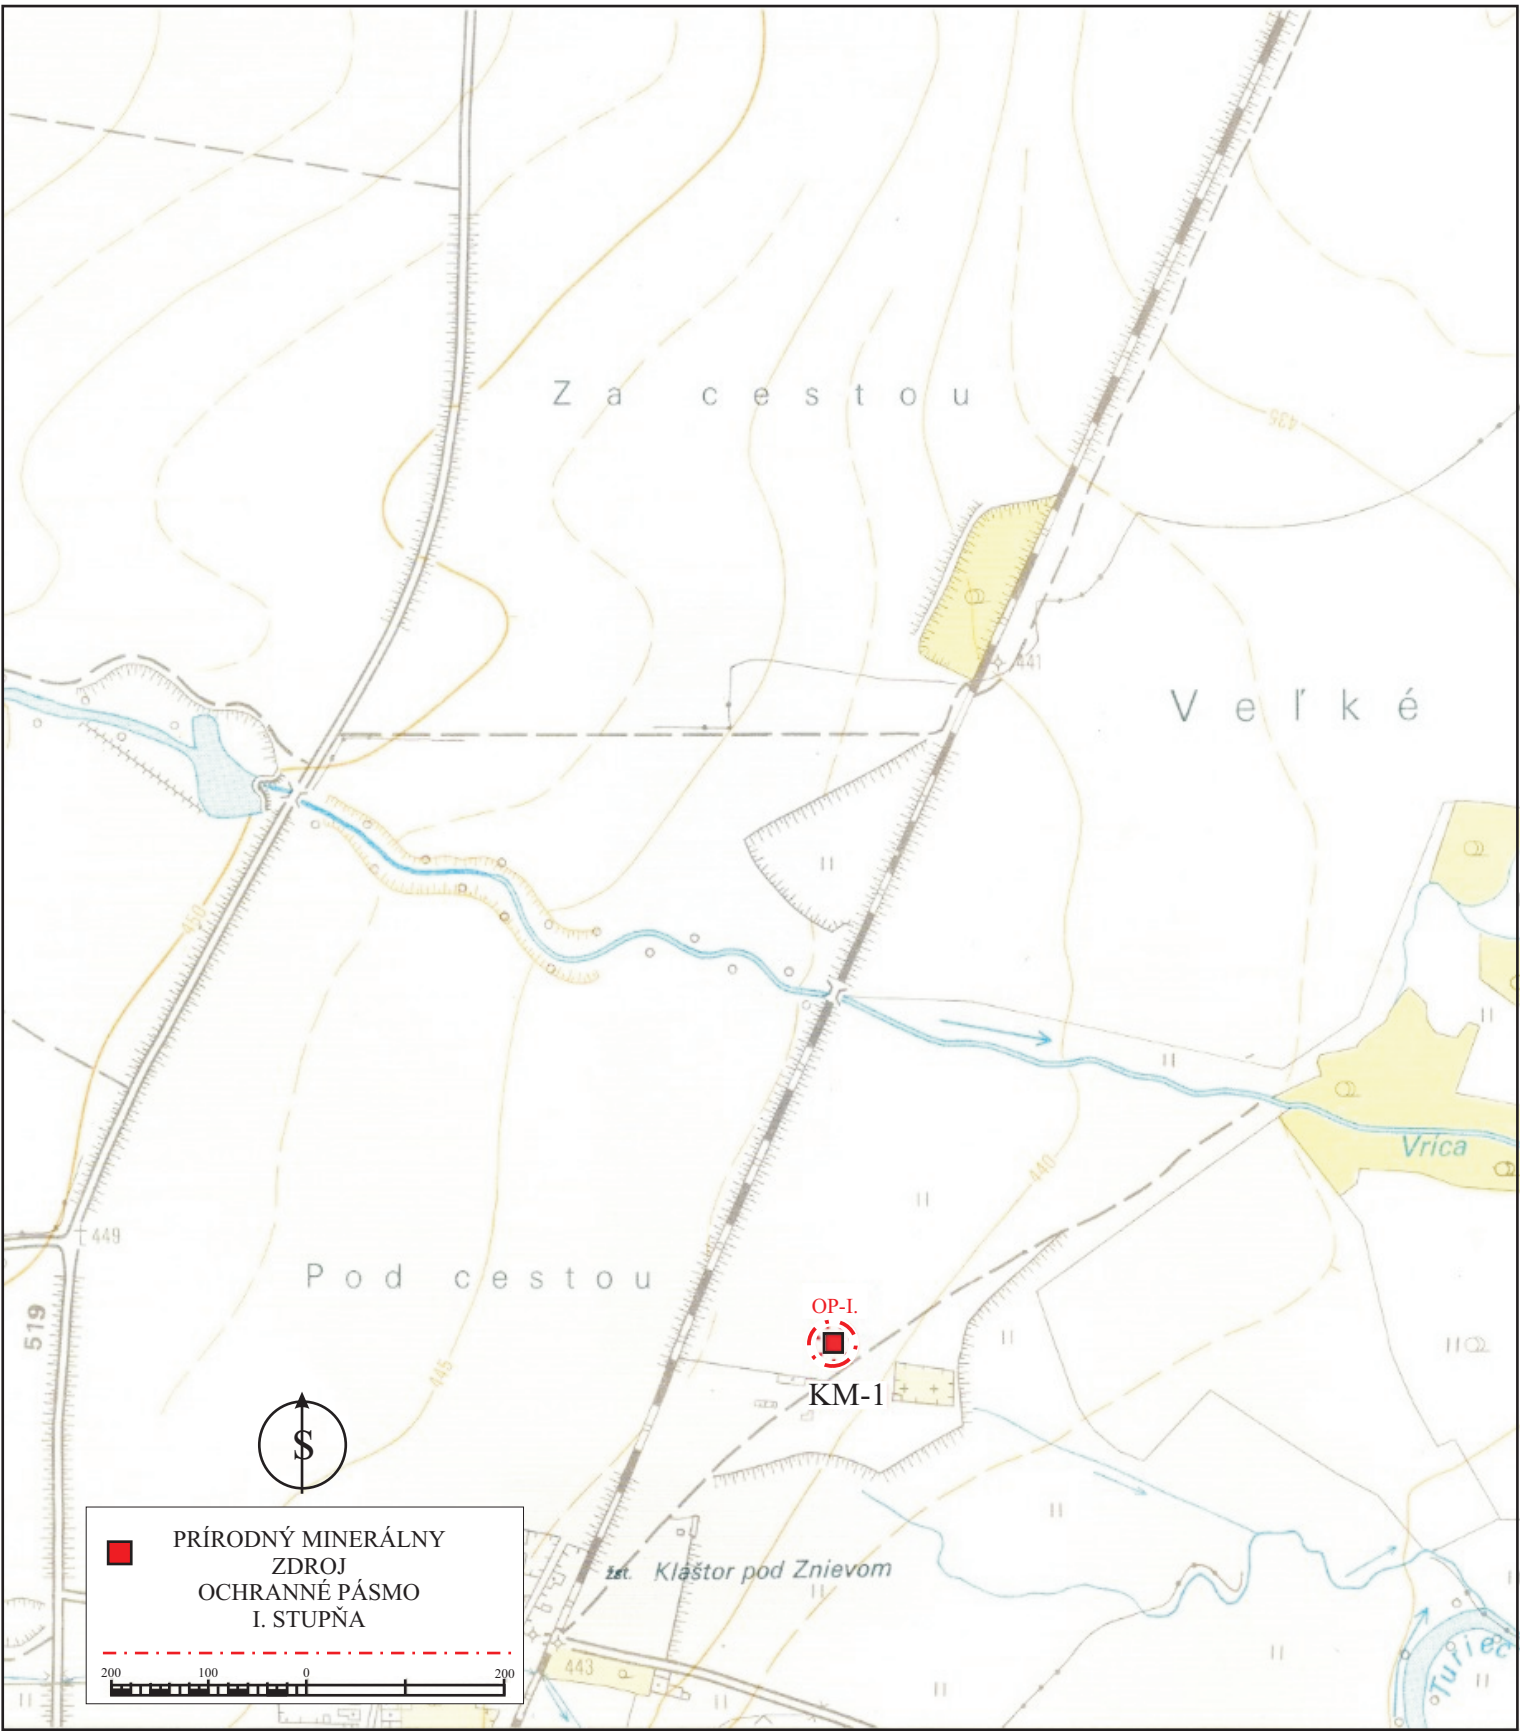 Za cestou
435
441
Veľké
450
Vríca
440
449
Pod cestou
519
OP-I.
445
KM-1
S
PRÍRODNÝ MINERÁLNY
ZDROJ
OCHRANNÉ PÁSMO
I. STUPŇA
200 100 0 200
žst. Kláštor pod Znievom
443
Turiec